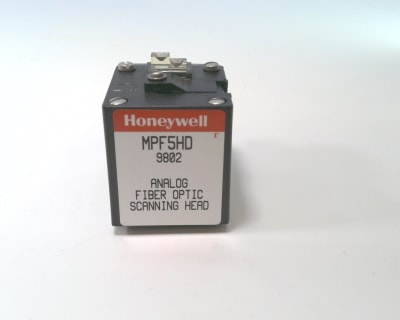 Honeywell
r
MPF5HD
9802
ANALOG
FIBER OPTIC
SCANNING HEAD